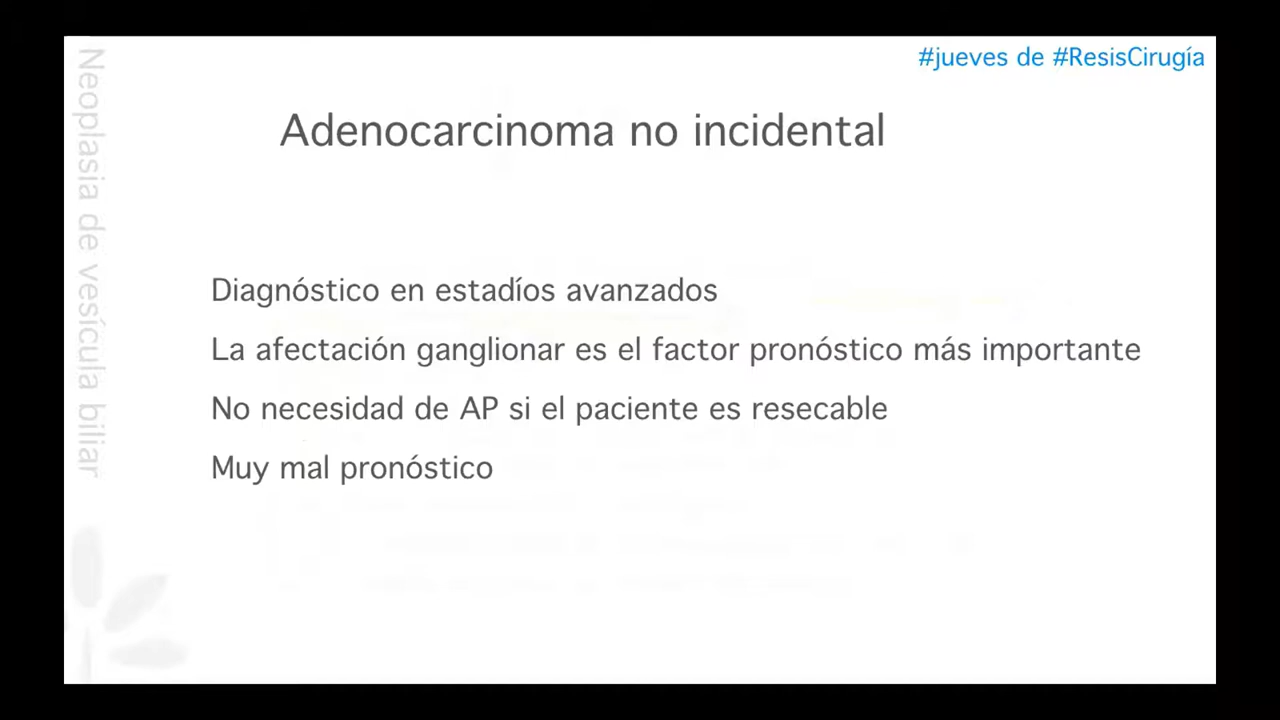 #jueves de #ResisCirugía
Neoplasia de vesícula biliar
Adenocarcinoma no incidental
Diagnóstico en estadíos avanzados
La afectación ganglionar es el factor pronóstico más importante
No necesidad de AP si el paciente es resecable
Muy mal pronóstico